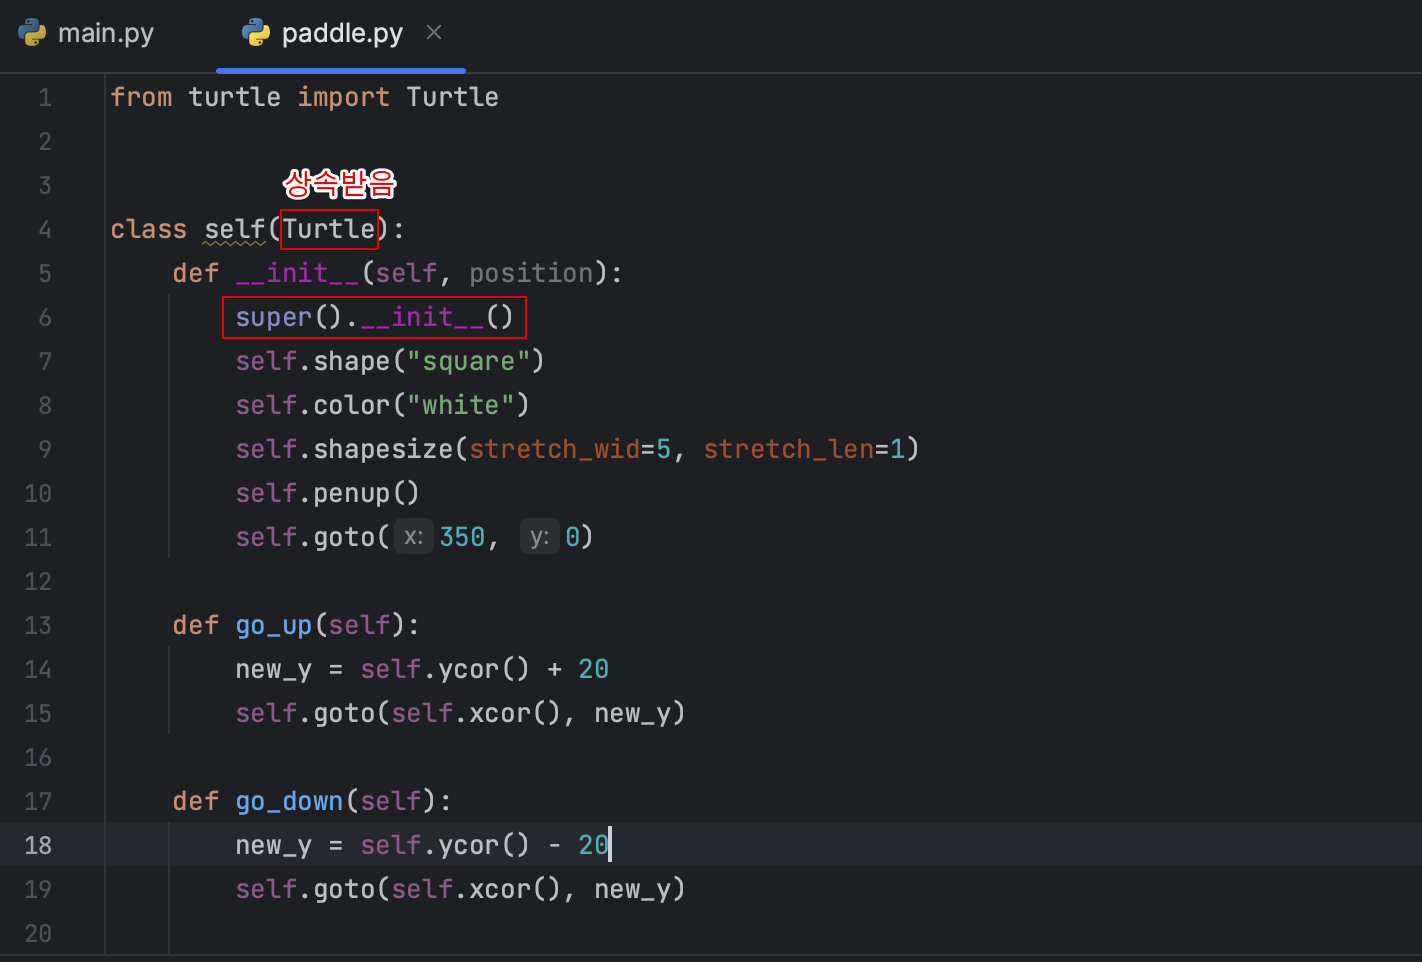 main.py
paddle.py
1 from turtle import Turtle
2
3
상속받음
4 class self(Turtle):
5 def __init__(self, position):
6 super().__init__()
7 self.shape("square")
8 self.color("white")
9 self.shapesize(stretch_wid=5, stretch_len=1)
10 self.penup()
11 self.goto(x: 350, y: 0)
12
13 def go_up(self):
14 new_y = self.ycor() + 20
15 self.goto(self.xcor(), new_y)
16
17 def go_down(self):
18 new_y = self.ycor() - 20
19 self.goto(self.xcor(), new_y)
20